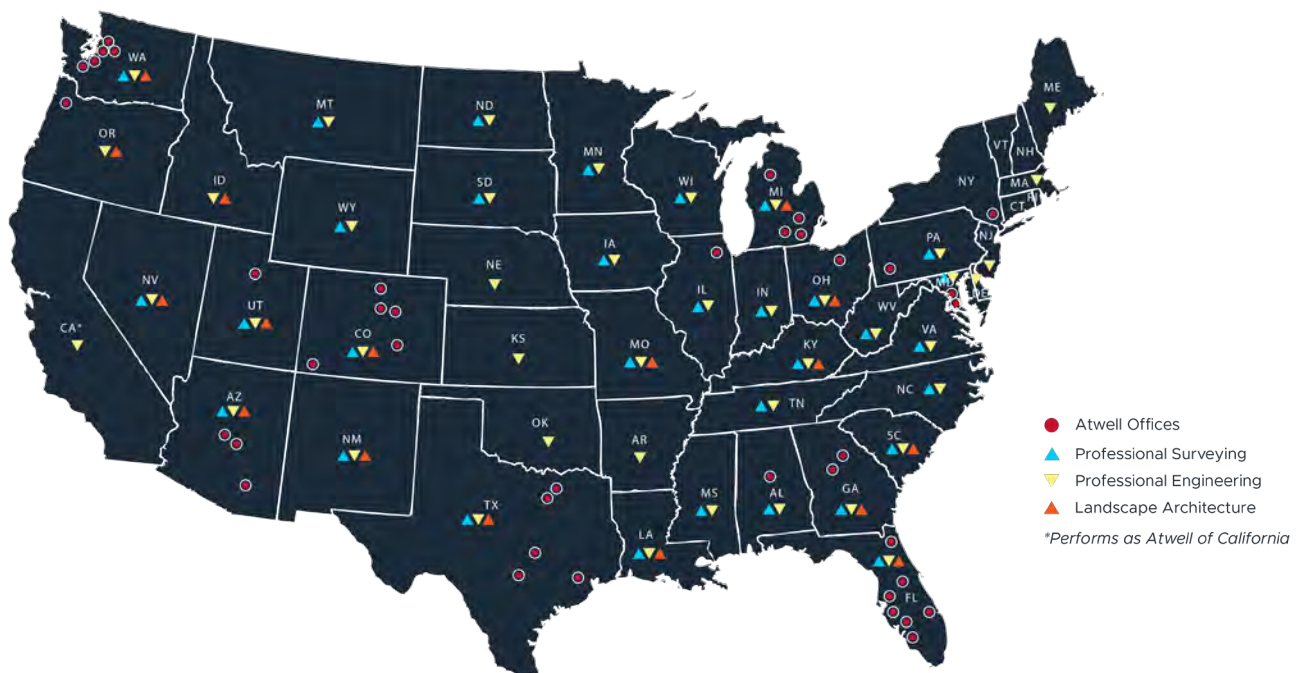 WA
ME
MT
ND
OR
MN
VT
NH
ID
SD
WI
MI
NY
MA
WY
CT
RI
IA
PA
NJ
NE
NV
OH
MD
DE
UT
IL
IN
WV
CA*
CO
KS
MO
KY
VA
AZ
NC
TN
OK
NM
AR
SC
MS
AL
GA
TX
LA
FL
Atwell Offices
Professional Surveying
Professional Engineering
Landscape Architecture
*Performs as Atwell of California